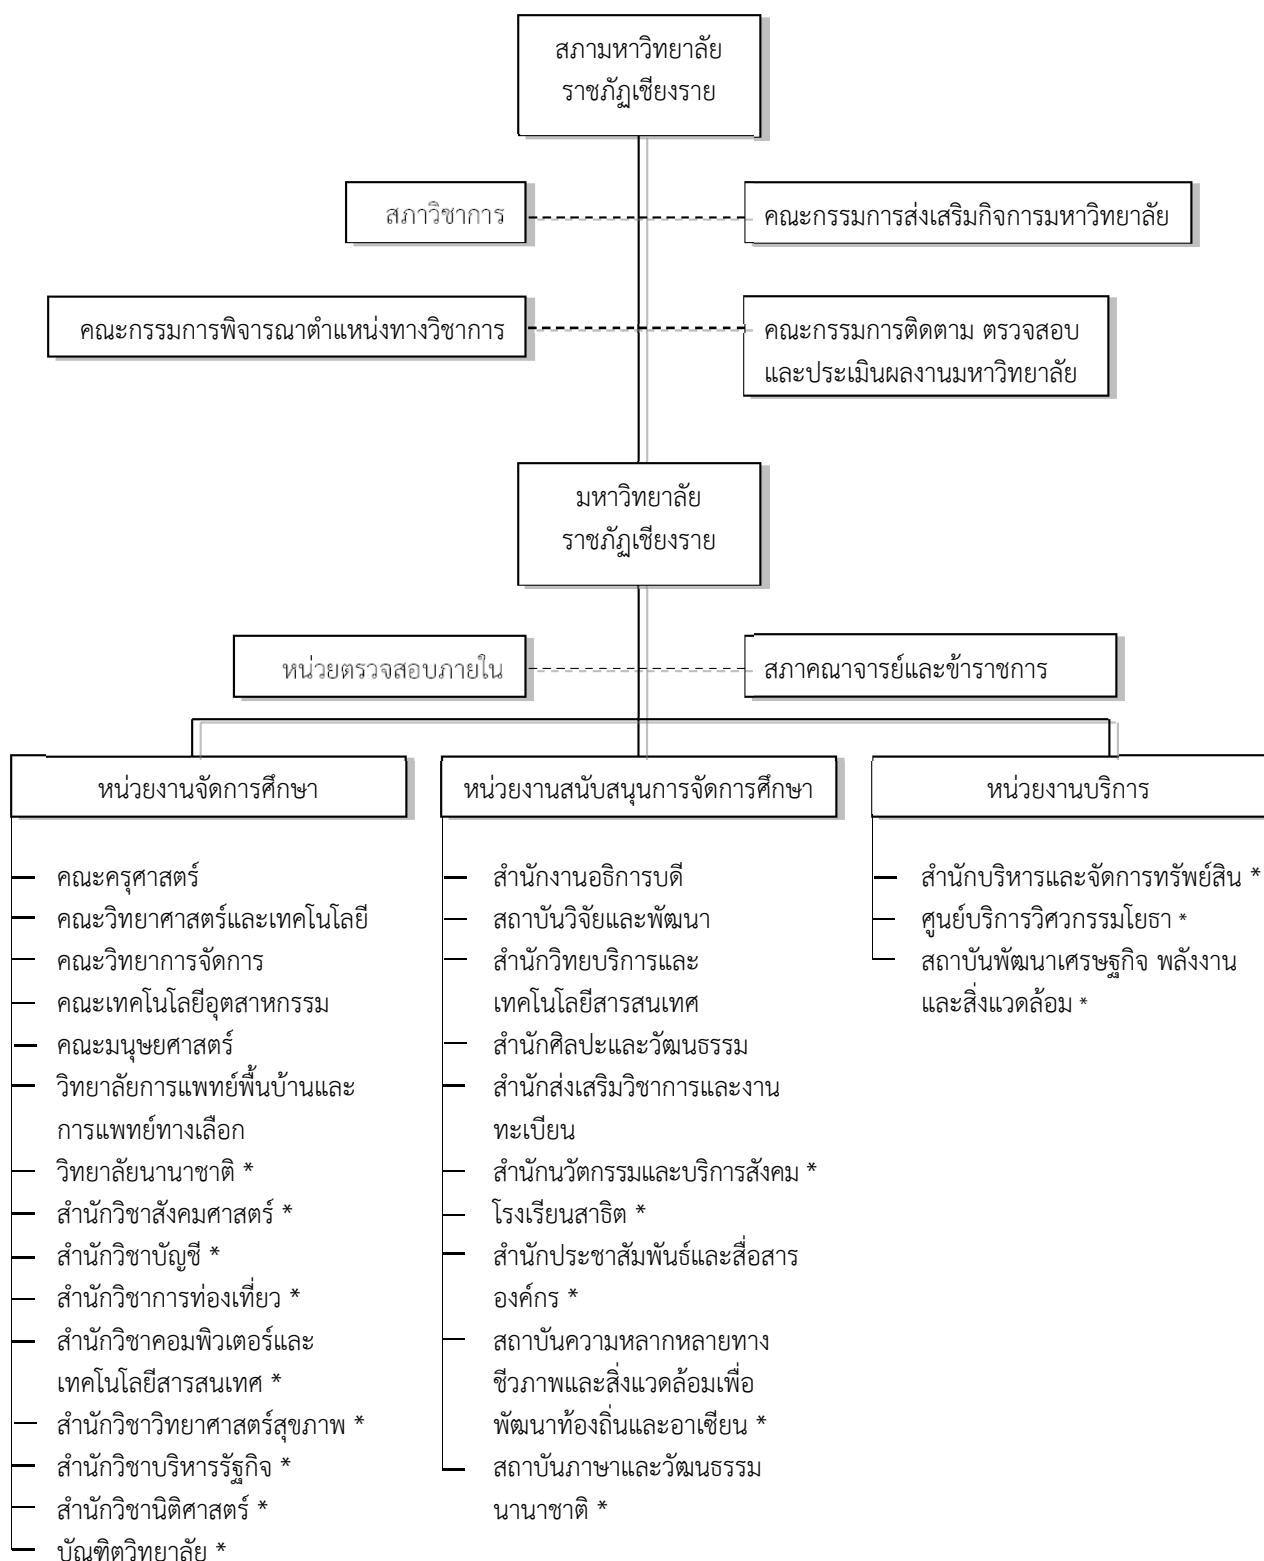 สภามหาวิทยาลัย
ราชภัฏเชียงราย
สภาวิชาการ
คณะกรรมการส่งเสริมกิจการมหาวิทยาลัย
คณะกรรมการพิจารณาตำแหน่งทางวิชาการ
คณะกรรมการติดตาม ตรวจสอบ
และประเมินผลงานมหาวิทยาลัย
มหาวิทยาลัย
ราชภัฏเชียงราย
หน่วยตรวจสอบภายใน
สภาคณาจารย์และข้าราชการ
หน่วยงานจัดการศึกษา
คณะครุศาสตร์
คณะวิทยาศาสตร์และเทคโนโลยี
คณะวิทยาการจัดการ
คณะเทคโนโลยีอุตสาหกรรม
คณะมนุษยศาสตร์
วิทยาลัยการแพทย์พื้นบ้านและ
การแพทย์ทางเลือก
วิทยาลัยนานาชาติ *
สำนักวิชาสังคมศาสตร์ *
สำนักวิชาบัญชี *
สำนักวิชาการท่องเที่ยว *
สำนักวิชาคอมพิวเตอร์และ
เทคโนโลยีสารสนเทศ *
สำนักวิชาวิทยาศาสตร์สุขภาพ *
สำนักวิชาบริหารรัฐกิจ *
สำนักวิชานิติศาสตร์ *
บัณฑิตวิทยาลัย *
หน่วยงานสนับสนุนการจัดการศึกษา
สำนักงานอธิการบดี
สถาบันวิจัยและพัฒนา
สำนักวิทยบริการและ
เทคโนโลยีสารสนเทศ
สำนักศิลปะและวัฒนธรรม
สำนักส่งเสริมวิชาการและงาน
ทะเบียน
สำนักนวัตกรรมและบริการสังคม *
โรงเรียนสาธิต *
สำนักประชาสัมพันธ์และสื่อสาร
องค์กร *
สถาบันความหลากหลายทาง
ชีวภาพและสิ่งแวดล้อมเพื่อ
พัฒนาท้องถิ่นและอาเซียน *
สถาบันภาษาและวัฒนธรรม
นานาชาติ *
หน่วยงานบริการ
สำนักบริหารและจัดการทรัพย์สิน *
ศูนย์บริการวิศวกรรมโยธา *
สถาบันพัฒนาเศรษฐกิจ พลังงาน
และสิ่งแวดล้อม *